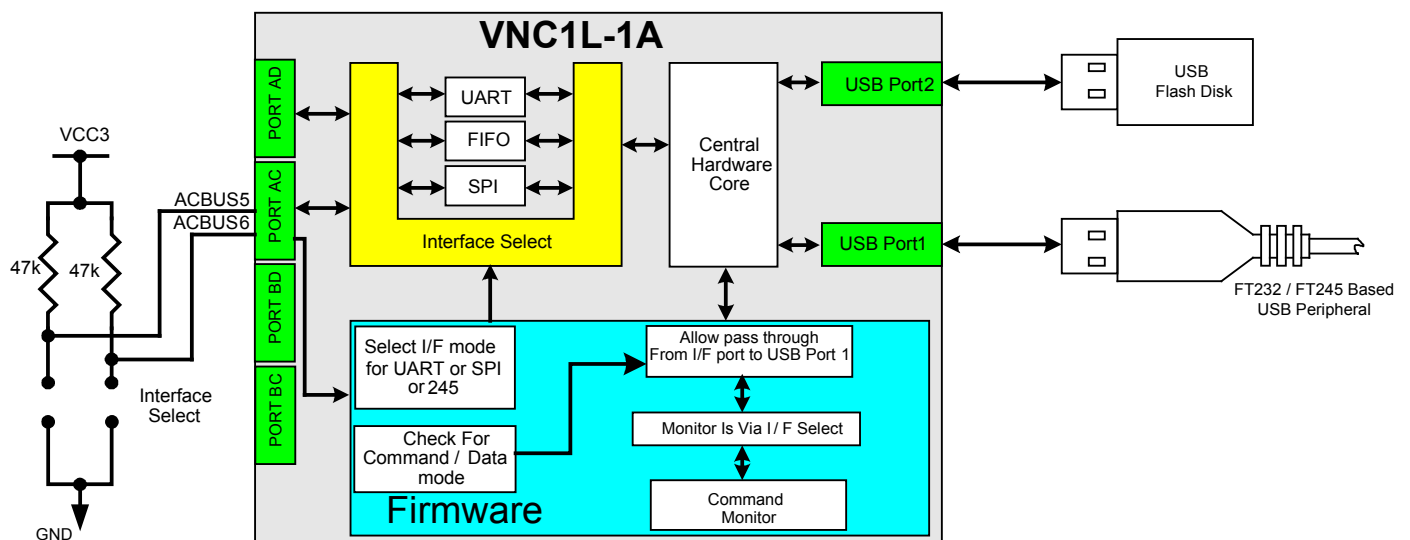 VNC1L-1A
PORT AD
PORT AC
PORT BD
PORT BC
VCC3
ACBUS5
ACBUS6
47k
47k
Interface
Select
GND
UART
FIFO
SPI
Interface Select
Central
Hardware
Core
USB Port2
USB Port1
USB
Flash Disk
FT232 / FT245 Based
USB Peripheral
Select I/F mode
for UART or SPI
or 245
Check For
Command / Data
mode
Allow pass through
From I/F port to USB Port 1
Monitor Is Via I / F Select
Command
Monitor
Firmware